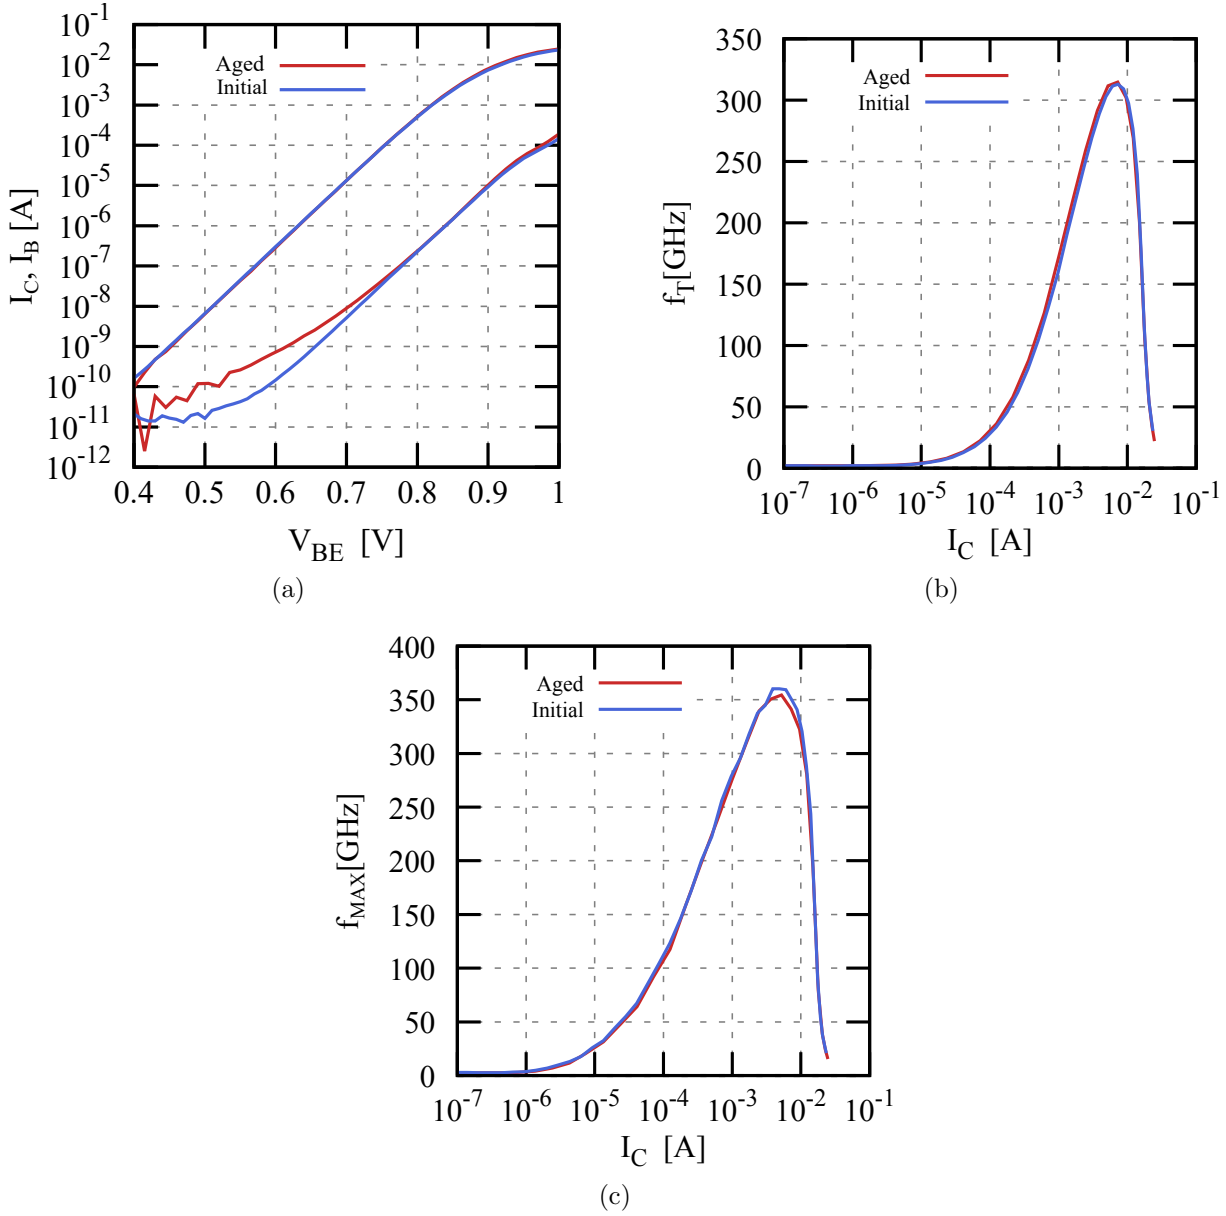 10^-1
10^-2
10^-3
10^-4
10^-5
10^-6
10^-7
10^-8
10^-9
10^-10
10^-11
10^-12
I_C, I_B [A]
Aged
Initial
0.4 0.5 0.6 0.7 0.8 0.9 1
V_BE [V]
(a)
350
300
250
200
150
100
50
0
f_T[GHz]
Aged
Initial
10^-7 10^-6 10^-5 10^-4 10^-3 10^-2 10^-1
I_C [A]
(b)
400
350
300
250
200
150
100
50
0
f_MAX[GHz]
Aged
Initial
10^-7 10^-6 10^-5 10^-4 10^-3 10^-2 10^-1
I_C [A]
(c)